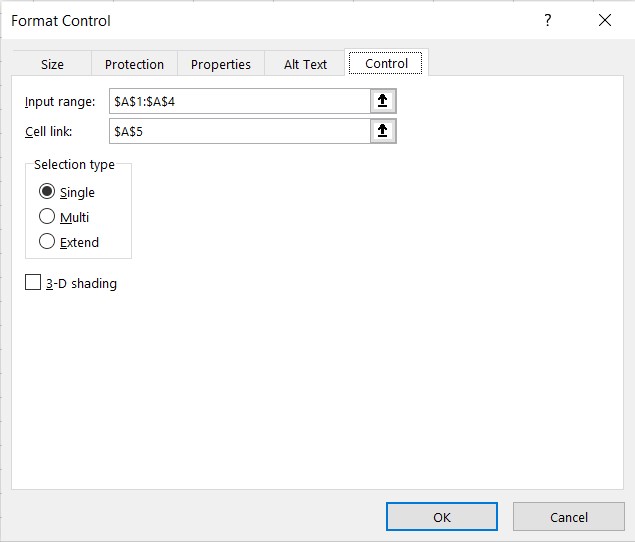 Format Control ?
Size Protection Properties Alt Text Control
Input range: $A$1:$A$4
Cell link: $A$5
Selection type
Single
Multi
Extend
3-D shading
OK Cancel